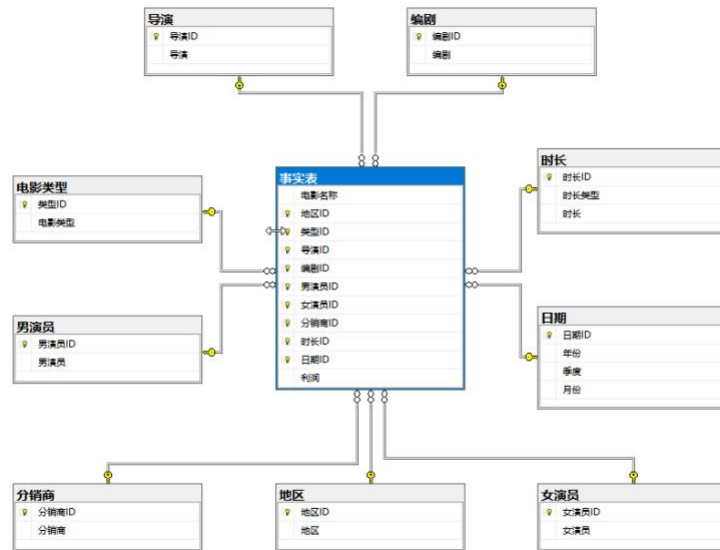 导演
导演ID
导演
编剧
编剧ID
编剧
电影类型
类型ID
电影类型
事实表
电影名称
地区ID
类型ID
导演ID
编剧ID
男演员ID
女演员ID
分销商ID
时长ID
日期ID
利润
时长
时长ID
时长类型
时长
男演员
男演员ID
男演员
日期
日期ID
年份
季度
月份
分销商
分销商ID
分销商
地区
地区ID
地区
女演员
女演员ID
女演员